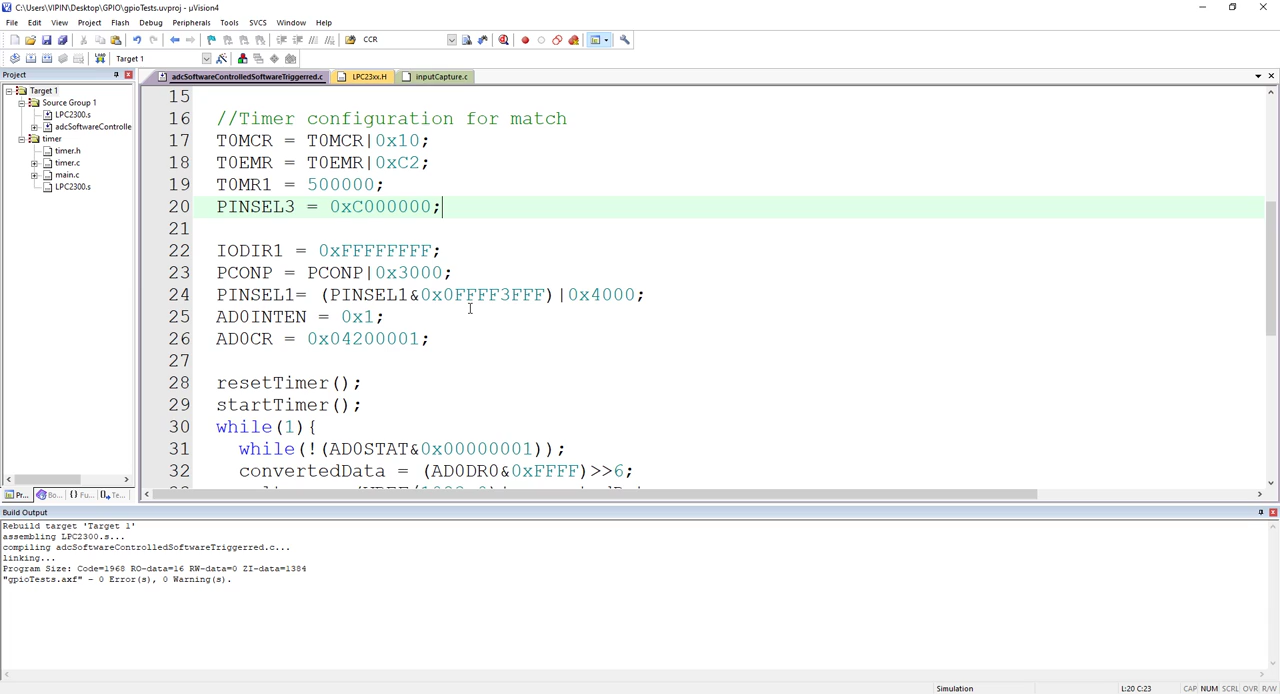 C:\Users\VIPIN\Desktop\GPIO\gpioTests.uvproj - µVision4
File Edit View Project Flash Debug Peripherals Tools SVCS Window Help
CCR
Target 1
Project
adcSoftwareControlledSoftwareTriggerred.c LPC23xx.H inputCapture.c
Target 1
Source Group 1
LPC2300.s
adcSoftwareControlle
timer
timer.h
timer.c
main.c
LPC2300.s
15
16 //Timer configuration for match
17 T0MCR = T0MCR|0x10;
18 T0EMR = T0EMR|0xC2;
19 T0MR1 = 500000;
20 PINSEL3 = 0xC000000;
21
22 IODIR1 = 0xFFFFFFFF;
23 PCONP = PCONP|0x3000;
24 PINSEL1= (PINSEL1&0x0FFFF3FFF)|0x4000;
25 AD0INTEN = 0x1;
26 AD0CR = 0x04200001;
27
28 resetTimer();
29 startTimer();
30 while(1){
31 while(!(AD0STAT&0x00000001));
32 convertedData = (AD0DR0&0xFFFF)>>6;
Pr... Bo... {} Fu... Te...
Build Output
Rebuild target 'Target 1'
assembling LPC2300.s...
compiling adcSoftwareControlledSoftwareTriggerred.c...
linking...
Program Size: Code=1968 RO-data=16 RW-data=0 ZI-data=1384
"gpioTests.axf" - 0 Error(s), 0 Warning(s).
Simulation L:20 C:23 CAP NUM SCRL OVR R/W